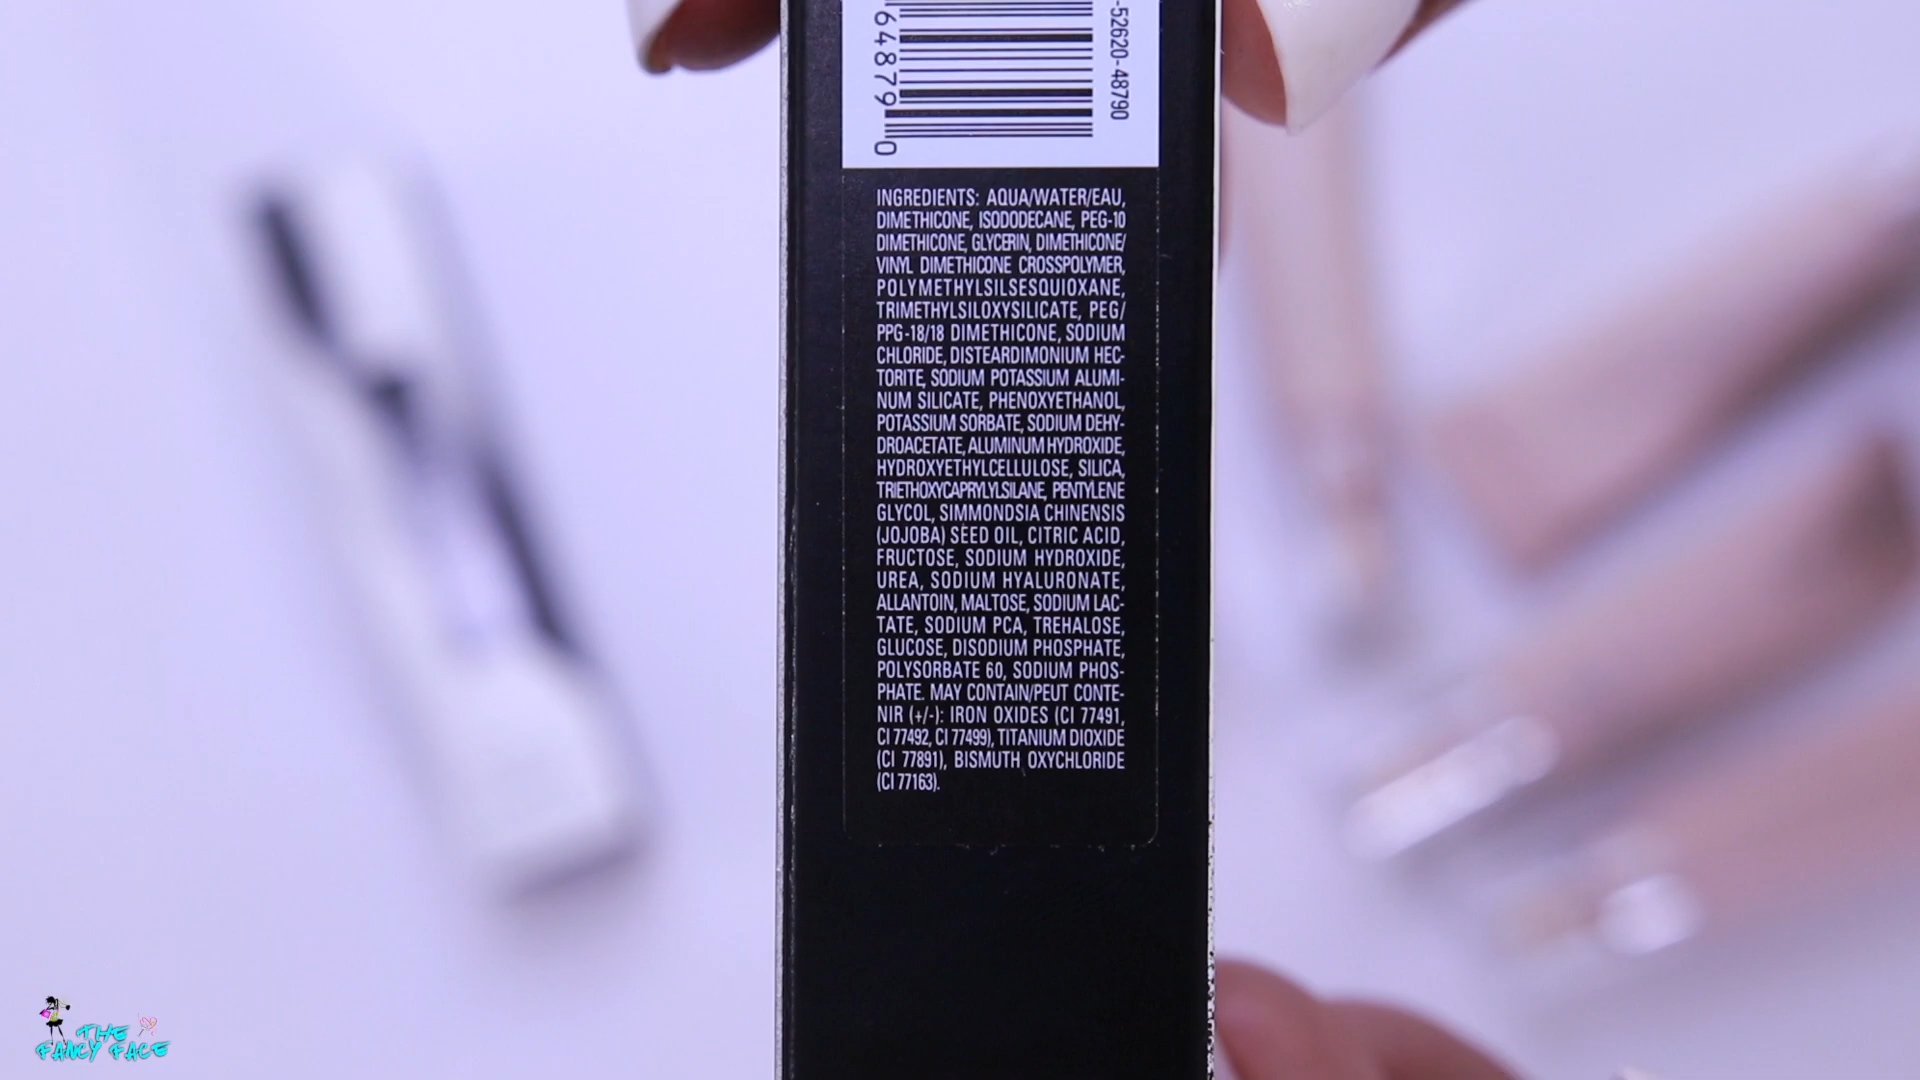 64879 0
-52620-48790
INGREDIENTS: AQUA/WATER/EAU,
DIMETHICONE, ISODODECANE, PEG-10
DIMETHICONE, GLYCERIN, DIMETHICONE/
VINYL DIMETHICONE CROSSPOLYMER,
POLYMETHYLSILSESQUIOXANE,
TRIMETHYLSILOXYSILICATE, PEG/
PPG-18/18 DIMETHICONE, SODIUM
CHLORIDE, DISTEARDIMONIUM HEC-
TORITE, SODIUM POTASSIUM ALUMI-
NUM SILICATE, PHENOXYETHANOL,
POTASSIUM SORBATE, SODIUM DEHY-
DROACETATE, ALUMINUM HYDROXIDE,
HYDROXYETHYLCELLULOSE, SILICA,
TRIETHOXYCAPRYLYLSILANE, PENTYLENE
GLYCOL, SIMMONDSIA CHINENSIS
(JOJOBA) SEED OIL, CITRIC ACID,
FRUCTOSE, SODIUM HYDROXIDE,
UREA, SODIUM HYALURONATE,
ALLANTOIN, MALTOSE, SODIUM LAC-
TATE, SODIUM PCA, TREHALOSE,
GLUCOSE, DISODIUM PHOSPHATE,
POLYSORBATE 60, SODIUM PHOS-
PHATE. MAY CONTAIN/PEUT CONTE-
NIR (+/-): IRON OXIDES (CI 77491,
CI 77492, CI 77499), TITANIUM DIOXIDE
(CI 77891), BISMUTH OXYCHLORIDE
(CI 77163).
THE
FANCY FACE